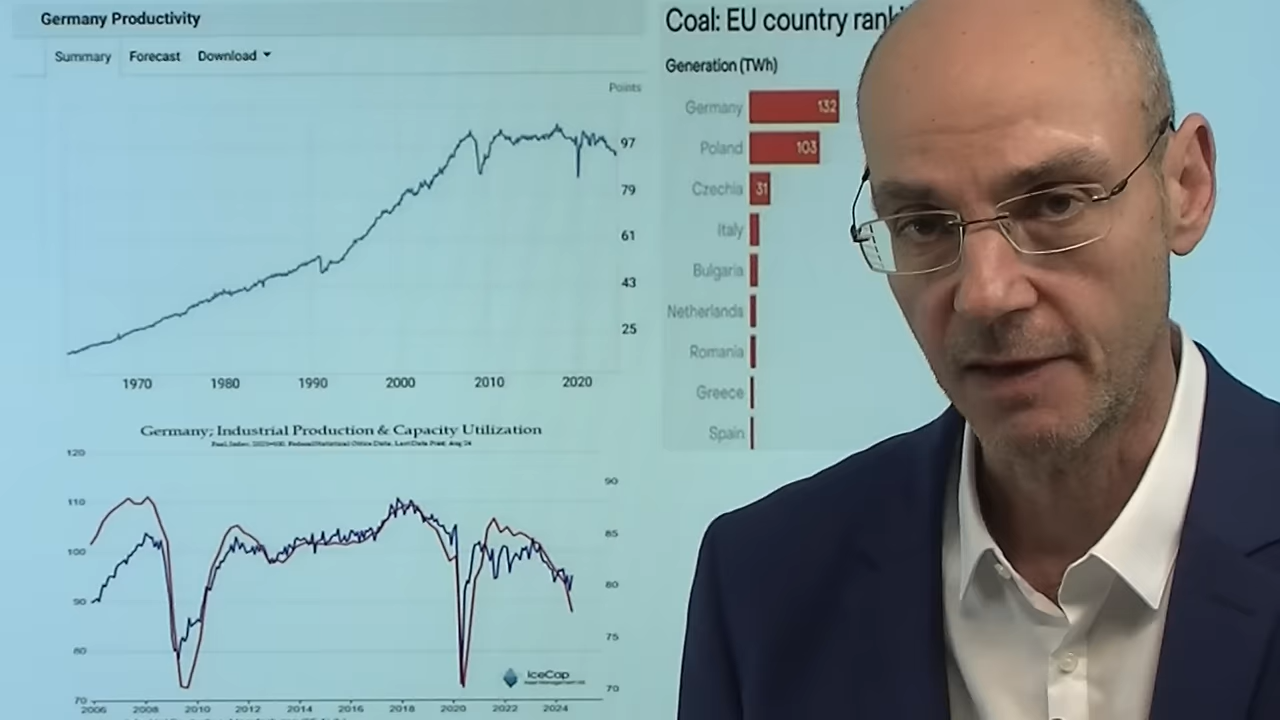 Germany Productivity
Summary Forecast Download
Points
97
79
61
43
25
1970 1980 1990 2000 2010 2020
Germany; Industrial Production & Capacity Utilization
120
110
100
90
80
70
90
85
80
75
70
2006 2008 2010 2012 2014 2016 2018 2020 2022 2024
IceCap
Coal: EU country
Generation (TWh)
Germany 132
Poland 103
Czechia 31
Italy
Bulgaria
Netherlands
Romania
Greece
Spain